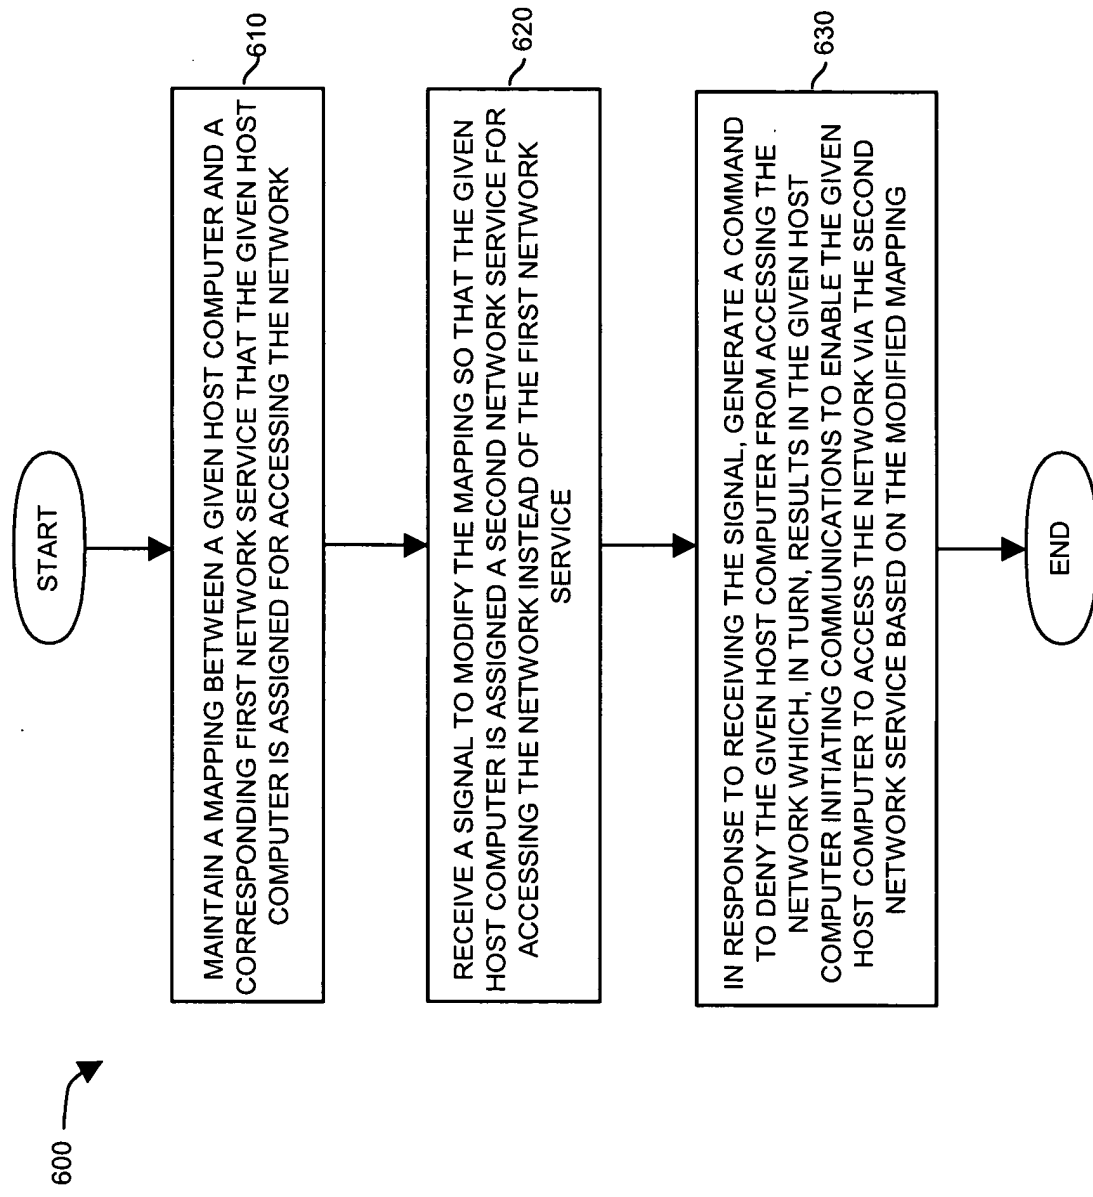 600
START
MAINTAIN A MAPPING BETWEEN A GIVEN HOST COMPUTER AND A
CORRESPONDING FIRST NETWORK SERVICE THAT THE GIVEN HOST
COMPUTER IS ASSIGNED FOR ACCESSING THE NETWORK
610
RECEIVE A SIGNAL TO MODIFY THE MAPPING SO THAT THE GIVEN
HOST COMPUTER IS ASSIGNED A SECOND NETWORK SERVICE FOR
ACCESSING THE NETWORK INSTEAD OF THE FIRST NETWORK
SERVICE
620
IN RESPONSE TO RECEIVING THE SIGNAL, GENERATE A COMMAND
TO DENY THE GIVEN HOST COMPUTER FROM ACCESSING THE
NETWORK WHICH, IN TURN, RESULTS IN THE GIVEN HOST
COMPUTER INITIATING COMMUNICATIONS TO ENABLE THE GIVEN
HOST COMPUTER TO ACCESS THE NETWORK VIA THE SECOND
NETWORK SERVICE BASED ON THE MODIFIED MAPPING
630
END